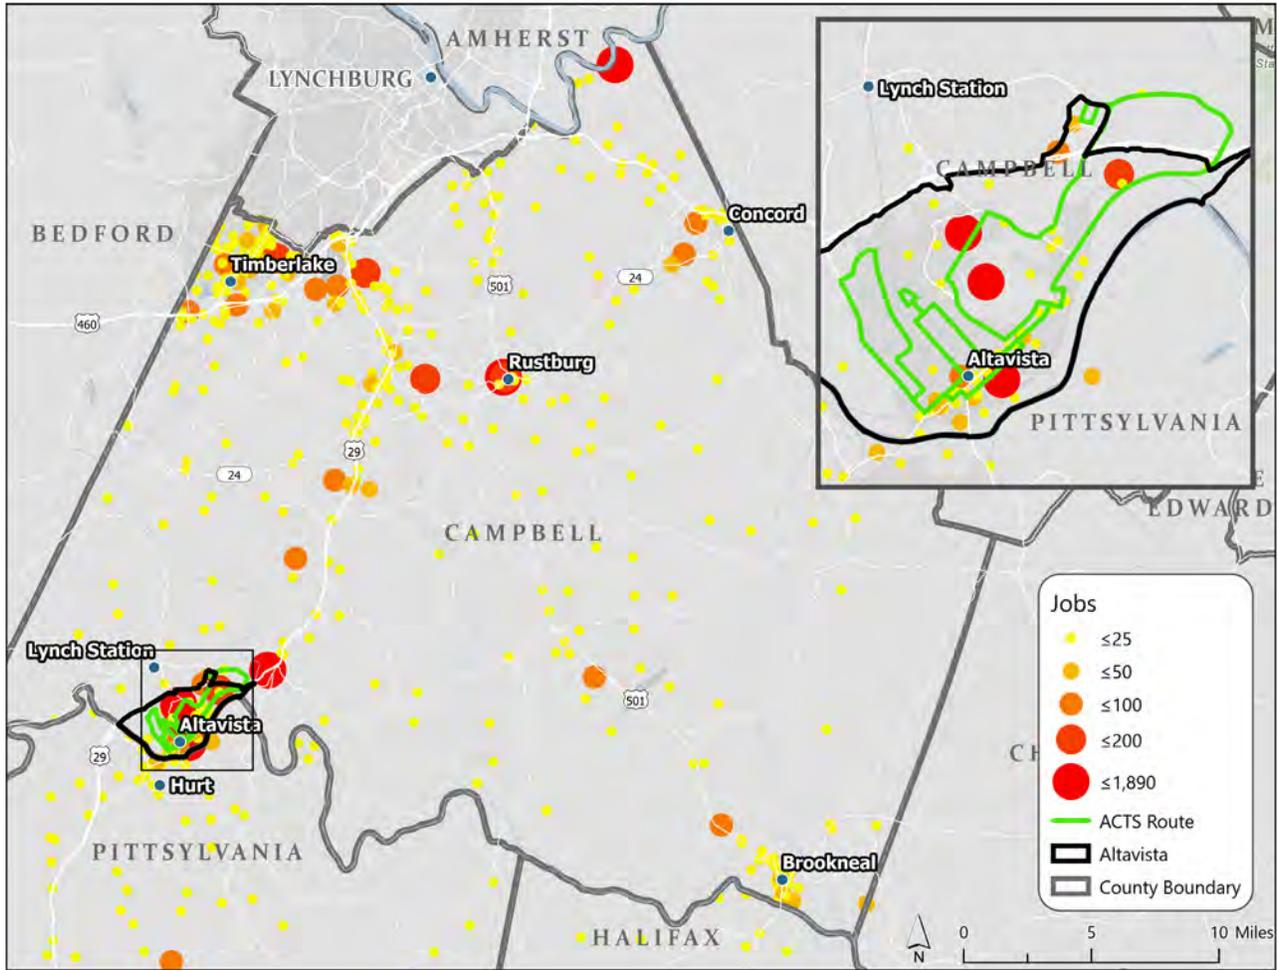 AMHERST
LYNCHBURG
Lynch Station
CAMPBELL
Altavista
PITTSYLVANIA
BEDFORD
Concord
Timberlake
24
501
460
Rustburg
29
24
CAMPBELL
EDWARD
Lynch Station
Altavista
501
29
Hurt
PITTSYLVANIA
Brookneal
HALIFAX
Jobs
≤25
≤50
≤100
≤200
≤1,890
ACTS Route
Altavista
County Boundary
N
0 5 10 Miles